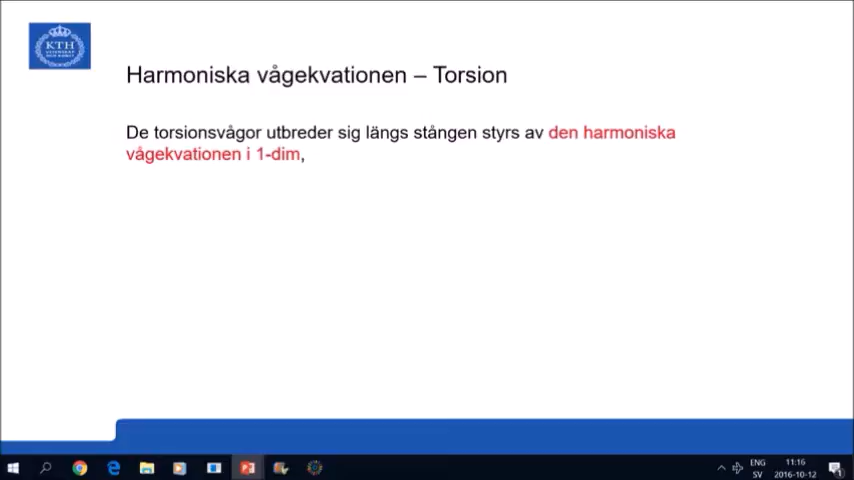 KTH
Harmoniska vågekvationen – Torsion
De torsionsvågor utbreder sig längs stången styrs av den harmoniska
vågekvationen i 1-dim,
ENG
11:16
SV
2016-10-12
1